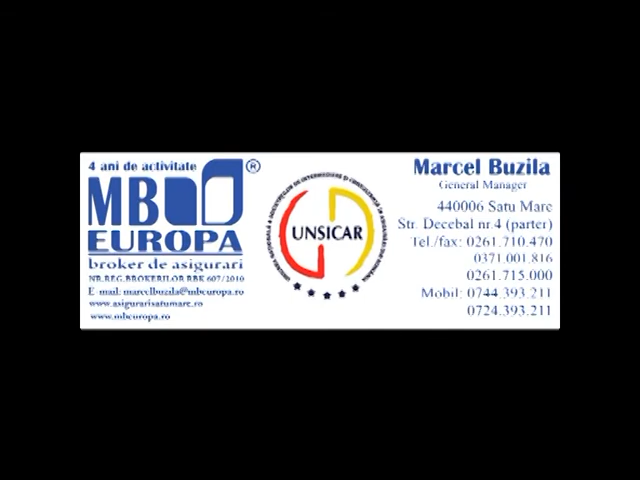 4 ani de activitate
MB ®
EUROPA
broker de asigurari
NR.REG.BROKERILOR RBK 607/2010
E-mail: marcelbuzila@mbeuropa.ro
www.asigurarisatumare.ro
www.mbeuropa.ro
UNSICAR
Marcel Buzila
General Manager
440006 Satu Mare
Str. Decebal nr.4 (parter)
Tel./fax: 0261.710.470
0371.001.816
0261.715.000
Mobil: 0744.393.211
0724.393.211